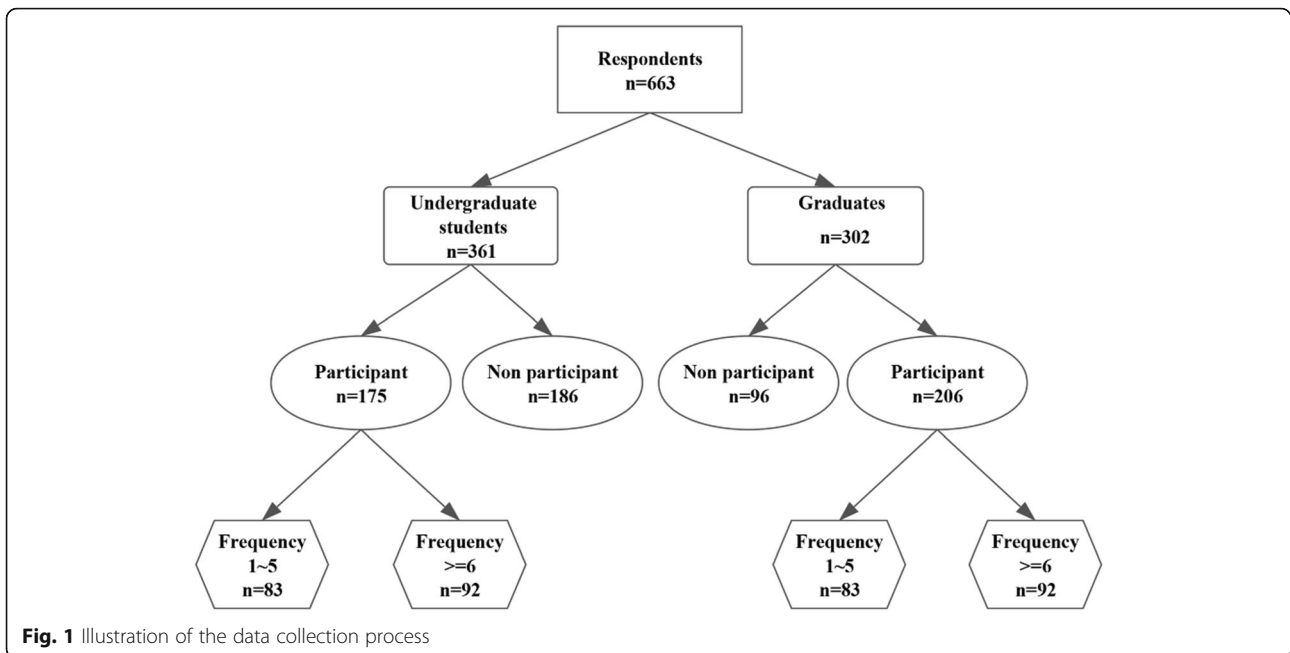 Respondents
n=663
Undergraduate
students
n=361
Graduates
n=302
Participant
n=175
Non participant
n=186
Non participant
n=96
Participant
n=206
Frequency
1~5
n=83
Frequency
>=6
n=92
Frequency
1~5
n=83
Frequency
>=6
n=92
Fig. 1 Illustration of the data collection process